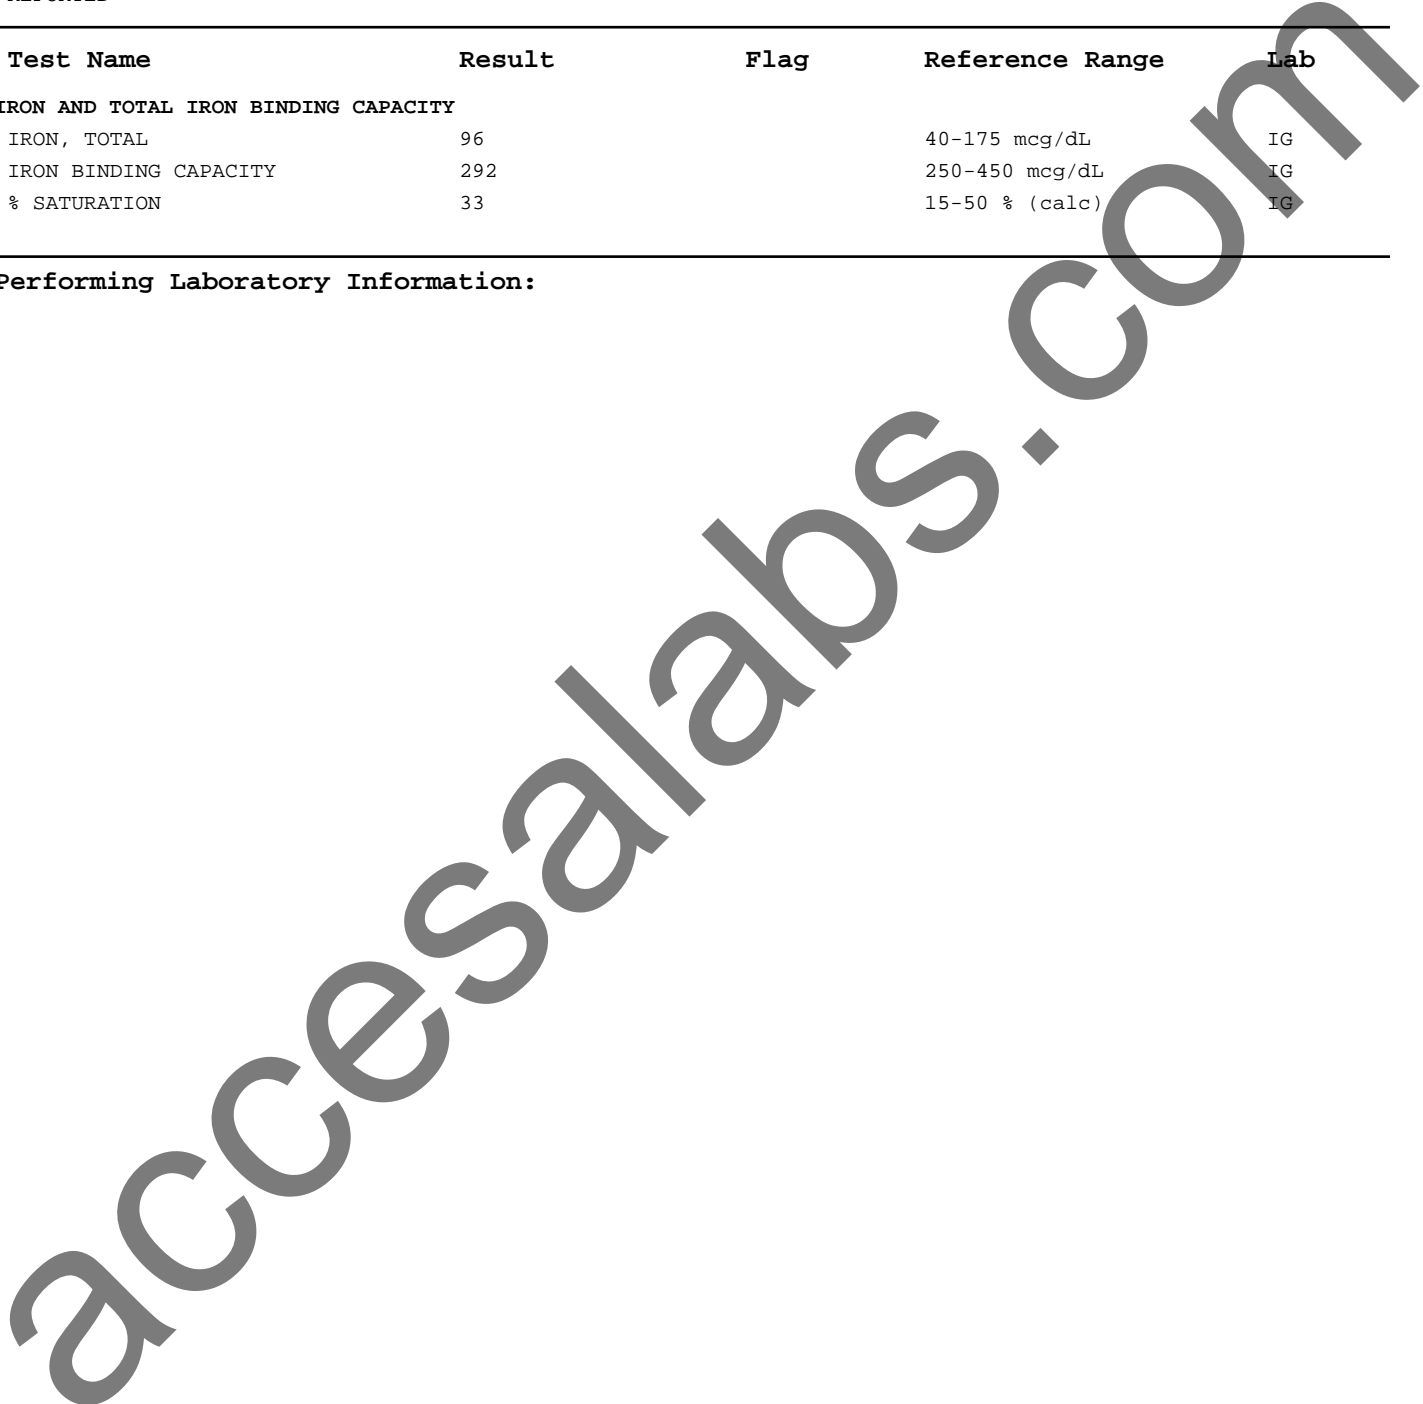 REPORTED
Test Name Result Flag Reference Range Lab
IRON AND TOTAL IRON BINDING CAPACITY
IRON, TOTAL 96 40-175 mcg/dL IG
IRON BINDING CAPACITY 292 250-450 mcg/dL IG
% SATURATION 33 15-50 % (calc) IG
Performing Laboratory Information:
accesalabs.com